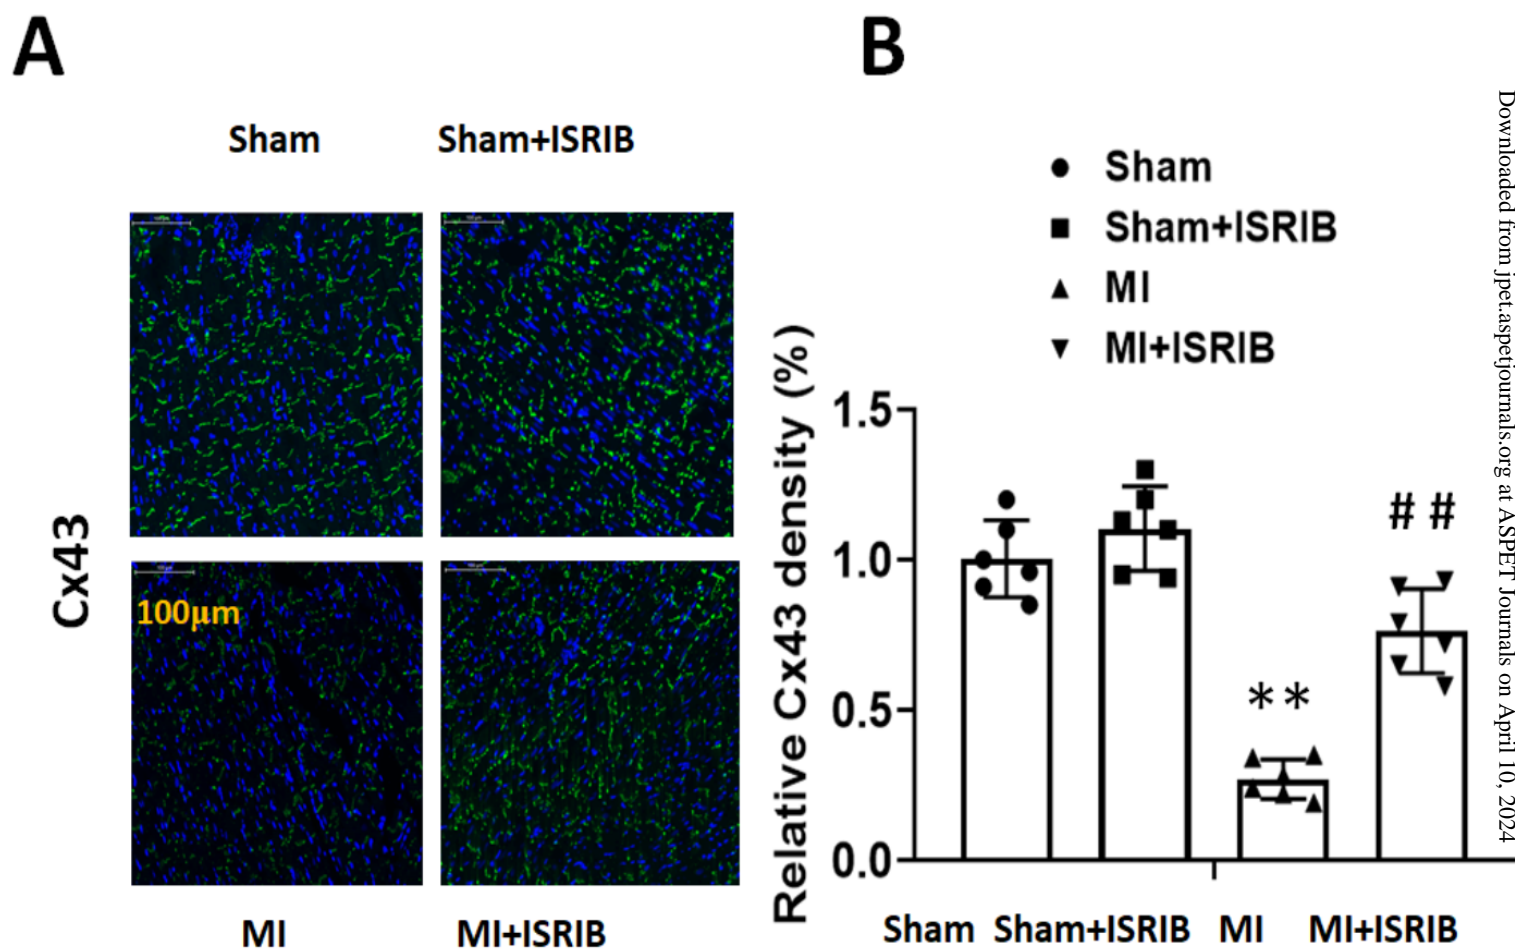 A
B
Sham Sham+ISRIB
Cx43
100µm
MI MI+ISRIB
Sham
Sham+ISRIB
MI
MI+ISRIB
Relative Cx43 density (%)
1.5
1.0
0.5
0.0
**
# #
Sham Sham+ISRIB MI MI+ISRIB
Downloaded from jpet.aspetjournals.org at ASPET Journals on April 10, 2024